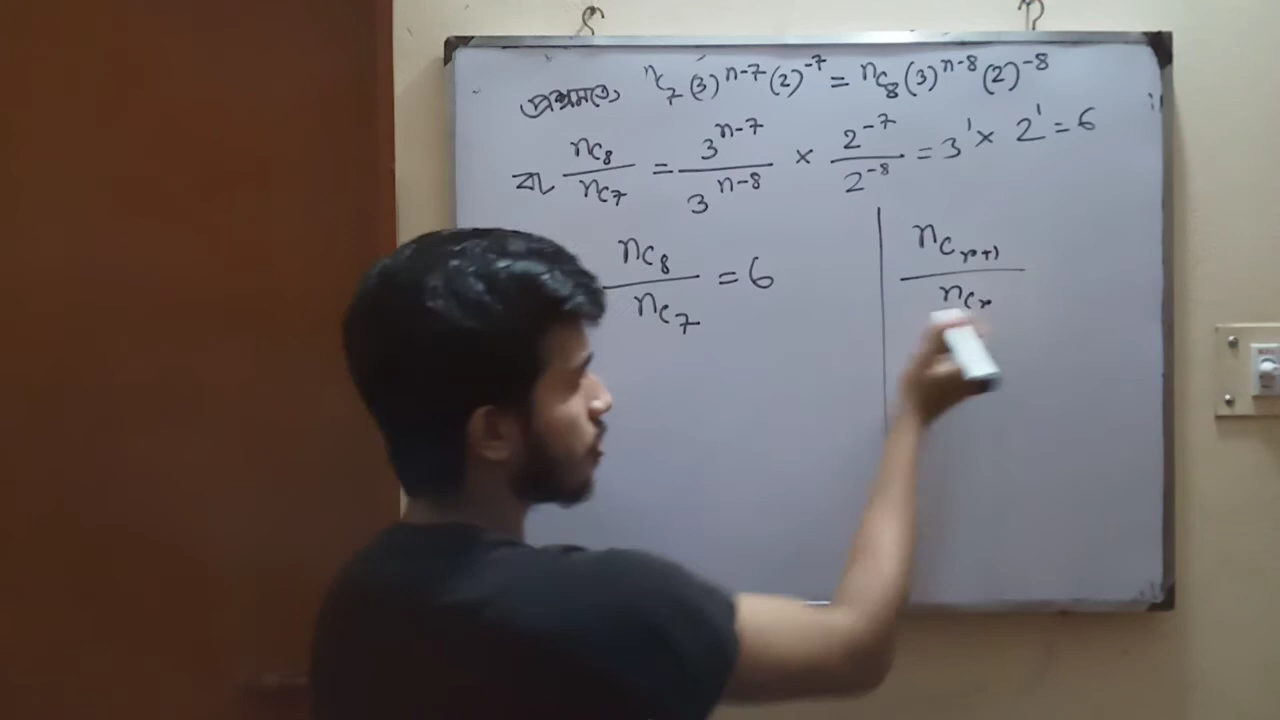 প্রশ্নমতে, ⁿC₇ (3)ⁿ⁻⁷ (2)⁻⁷ = ⁿC₈ (3)ⁿ⁻⁸ (2)⁻⁸
বা, ⁿC₈ / ⁿC₇ = 3ⁿ⁻⁷ / 3ⁿ⁻⁸ × 2⁻⁷ / 2⁻⁸ = 3¹ × 2¹ = 6
ⁿC₈ / ⁿC₇ = 6
ⁿCᵣ₊₁ / ⁿCᵣ